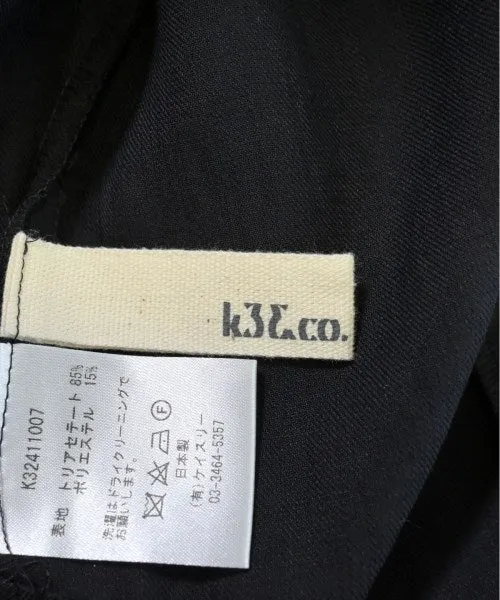 k3&co.
K32411007
表地 トリアセテート 85%
ポリエステル 15%
洗濯はドライクリーニングで
お願いします。
F
日本製
(有)ケイスリー
03-3464-5357